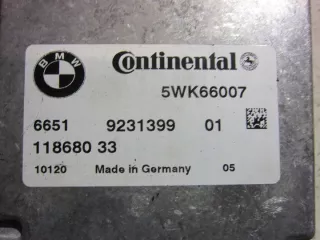 BMW Continental
5WK66007
6651 9231399 01
118680 33
10120 Made in Germany 05